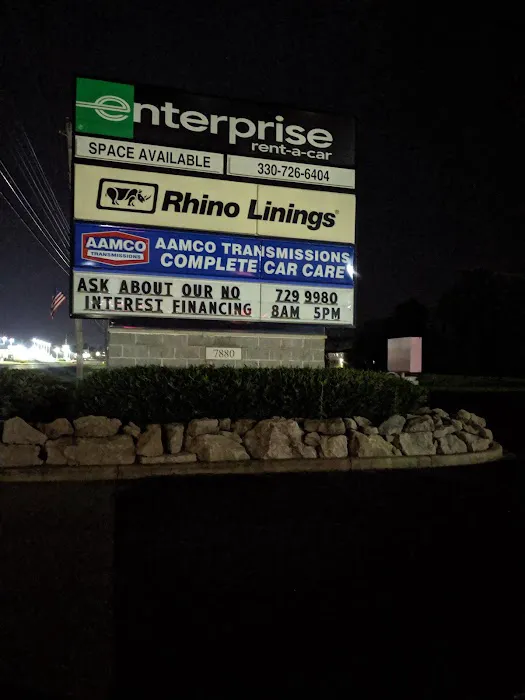 enterprise
rent-a-car
SPACE AVAILABLE
330-726-6404
Rhino Linings®
AAMCO
TRANSMISSIONS
AAMCO TRANSMISSIONS
COMPLETE CAR CARE
ASK ABOUT OUR NO
INTEREST FINANCING
729 9980
8AM 5PM
7880